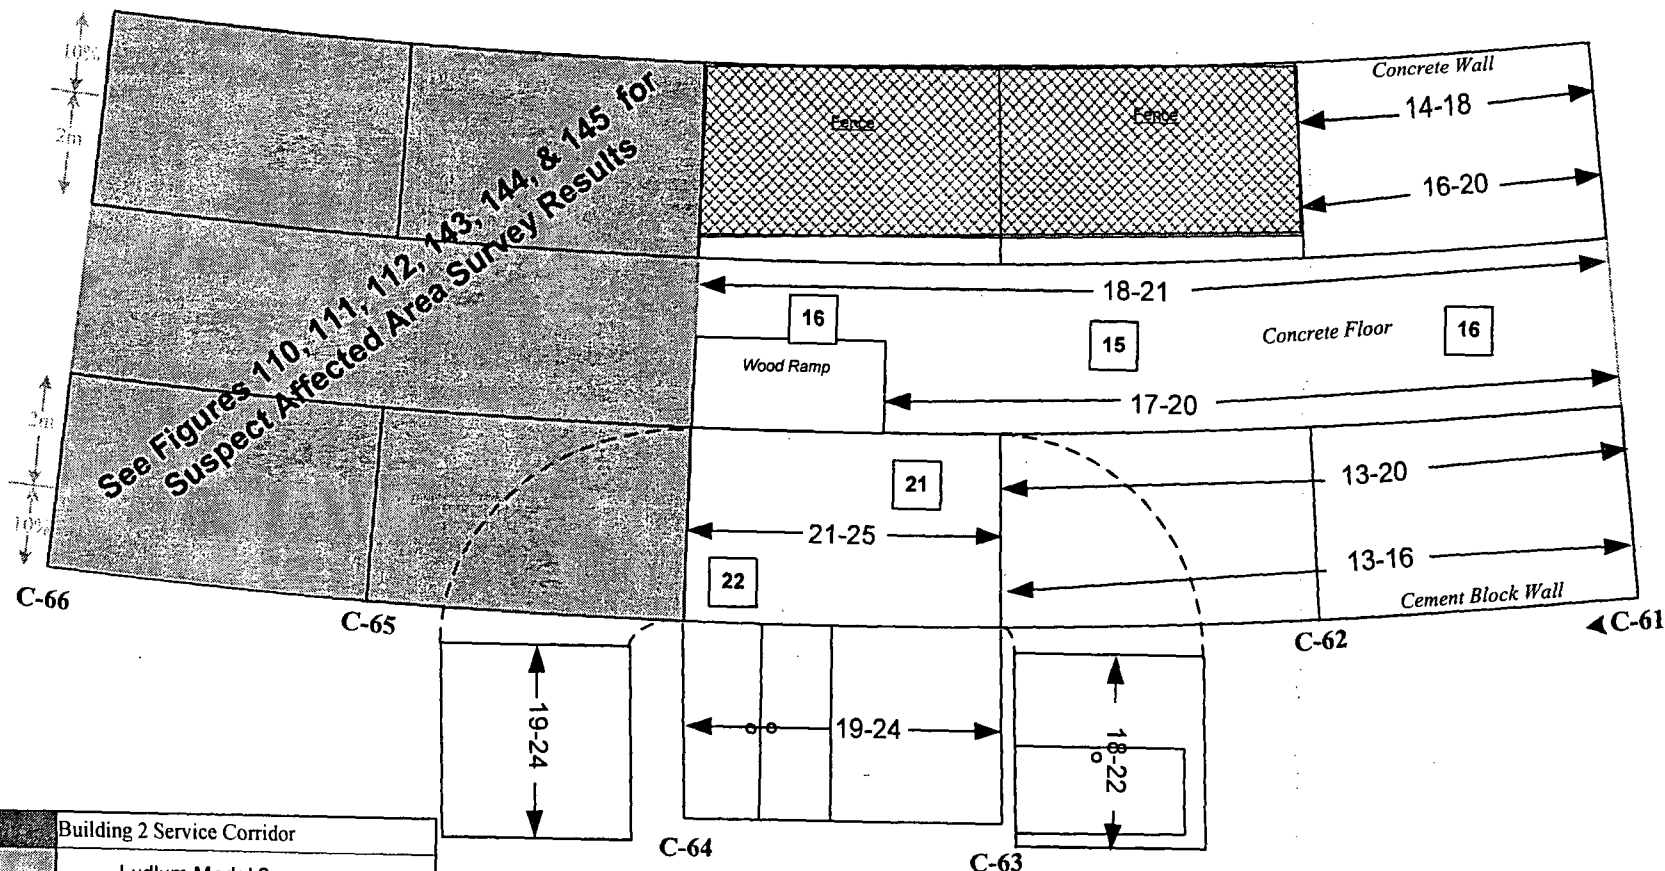 10%
2m
See Figures 110, 111, 112, 143, 144, & 145 for
Suspect Affected Area Survey Results
Fence
Fence
Concrete Wall
14-18
16-20
18-21
16
15
Concrete Floor
16
Wood Ramp
17-20
2m
10%
21
21-25
22
13-20
13-16
Cement Block Wall
C-66
C-65
C-62
C-61
19-24
19-24
18-22
C-64
C-63
Building 2 Service Corridor